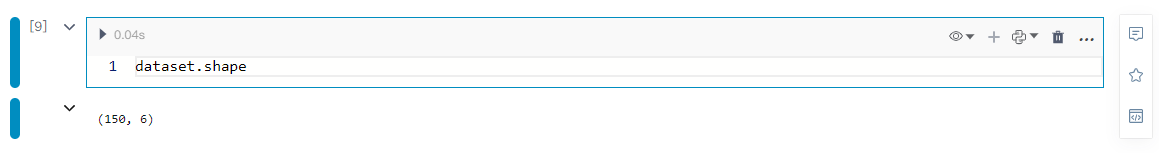 [9]
0.04s
1 dataset.shape
(150, 6)